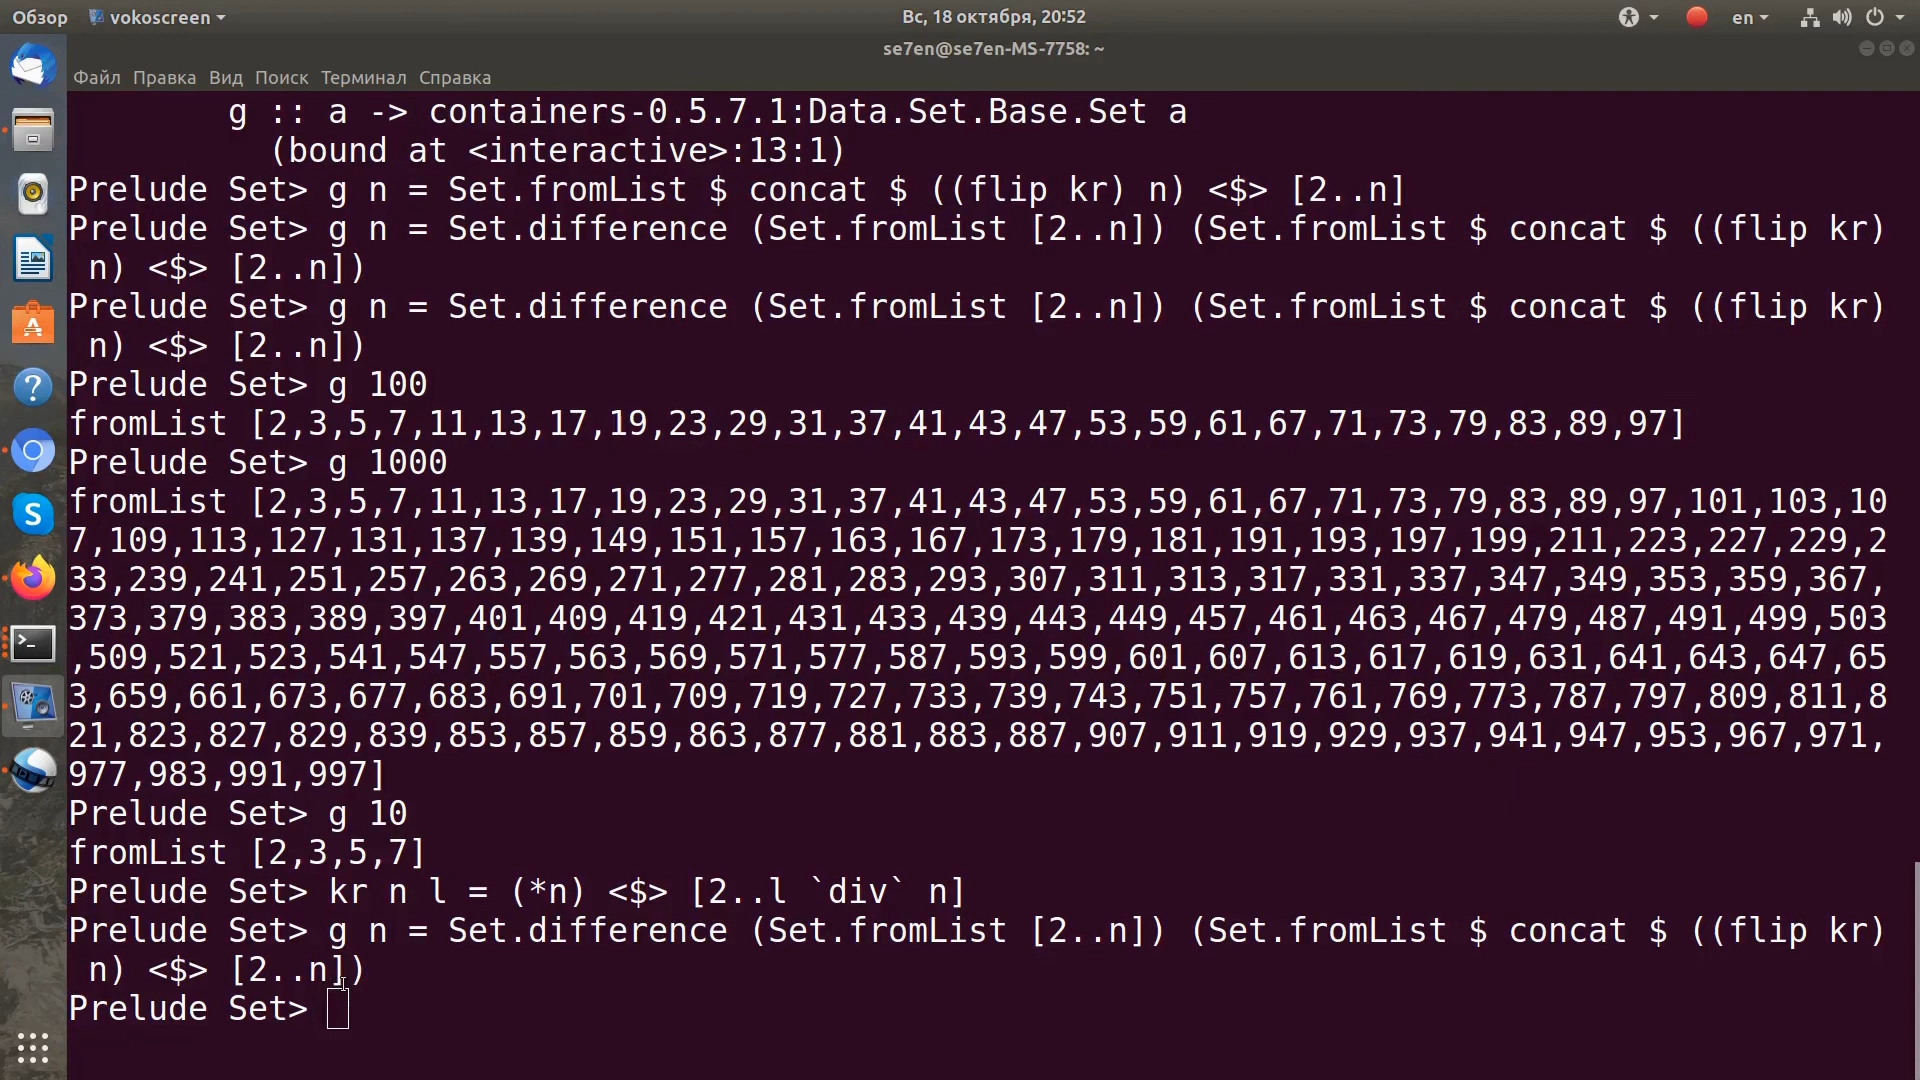 Обзор vokoscreen Вс, 18 октября, 20:52 en
se7en@se7en-MS-7758: ~
Файл Правка Вид Поиск Терминал Справка
g :: a -> containers-0.5.7.1:Data.Set.Base.Set a
(bound at <interactive>:13:1)
Prelude Set> g n = Set.fromList $ concat $ ((flip kr) n) <$> [2..n]
Prelude Set> g n = Set.difference (Set.fromList [2..n]) (Set.fromList $ concat $ ((flip kr)
n) <$> [2..n])
Prelude Set> g n = Set.difference (Set.fromList [2..n]) (Set.fromList $ concat $ ((flip kr)
n) <$> [2..n])
Prelude Set> g 100
fromList [2,3,5,7,11,13,17,19,23,29,31,37,41,43,47,53,59,61,67,71,73,79,83,89,97]
Prelude Set> g 1000
fromList [2,3,5,7,11,13,17,19,23,29,31,37,41,43,47,53,59,61,67,71,73,79,83,89,97,101,103,10
7,109,113,127,131,137,139,149,151,157,163,167,173,179,181,191,193,197,199,211,223,227,229,2
33,239,241,251,257,263,269,271,277,281,283,293,307,311,313,317,331,337,347,349,353,359,367,
373,379,383,389,397,401,409,419,421,431,433,439,443,449,457,461,463,467,479,487,491,499,503
,509,521,523,541,547,557,563,569,571,577,587,593,599,601,607,613,617,619,631,641,643,647,65
3,659,661,673,677,683,691,701,709,719,727,733,739,743,751,757,761,769,773,787,797,809,811,8
21,823,827,829,839,853,857,859,863,877,881,883,887,907,911,919,929,937,941,947,953,967,971,
977,983,991,997]
Prelude Set> g 10
fromList [2,3,5,7]
Prelude Set> kr n l = (*n) <$> [2..l `div` n]
Prelude Set> g n = Set.difference (Set.fromList [2..n]) (Set.fromList $ concat $ ((flip kr)
n) <$> [2..n])
Prelude Set>